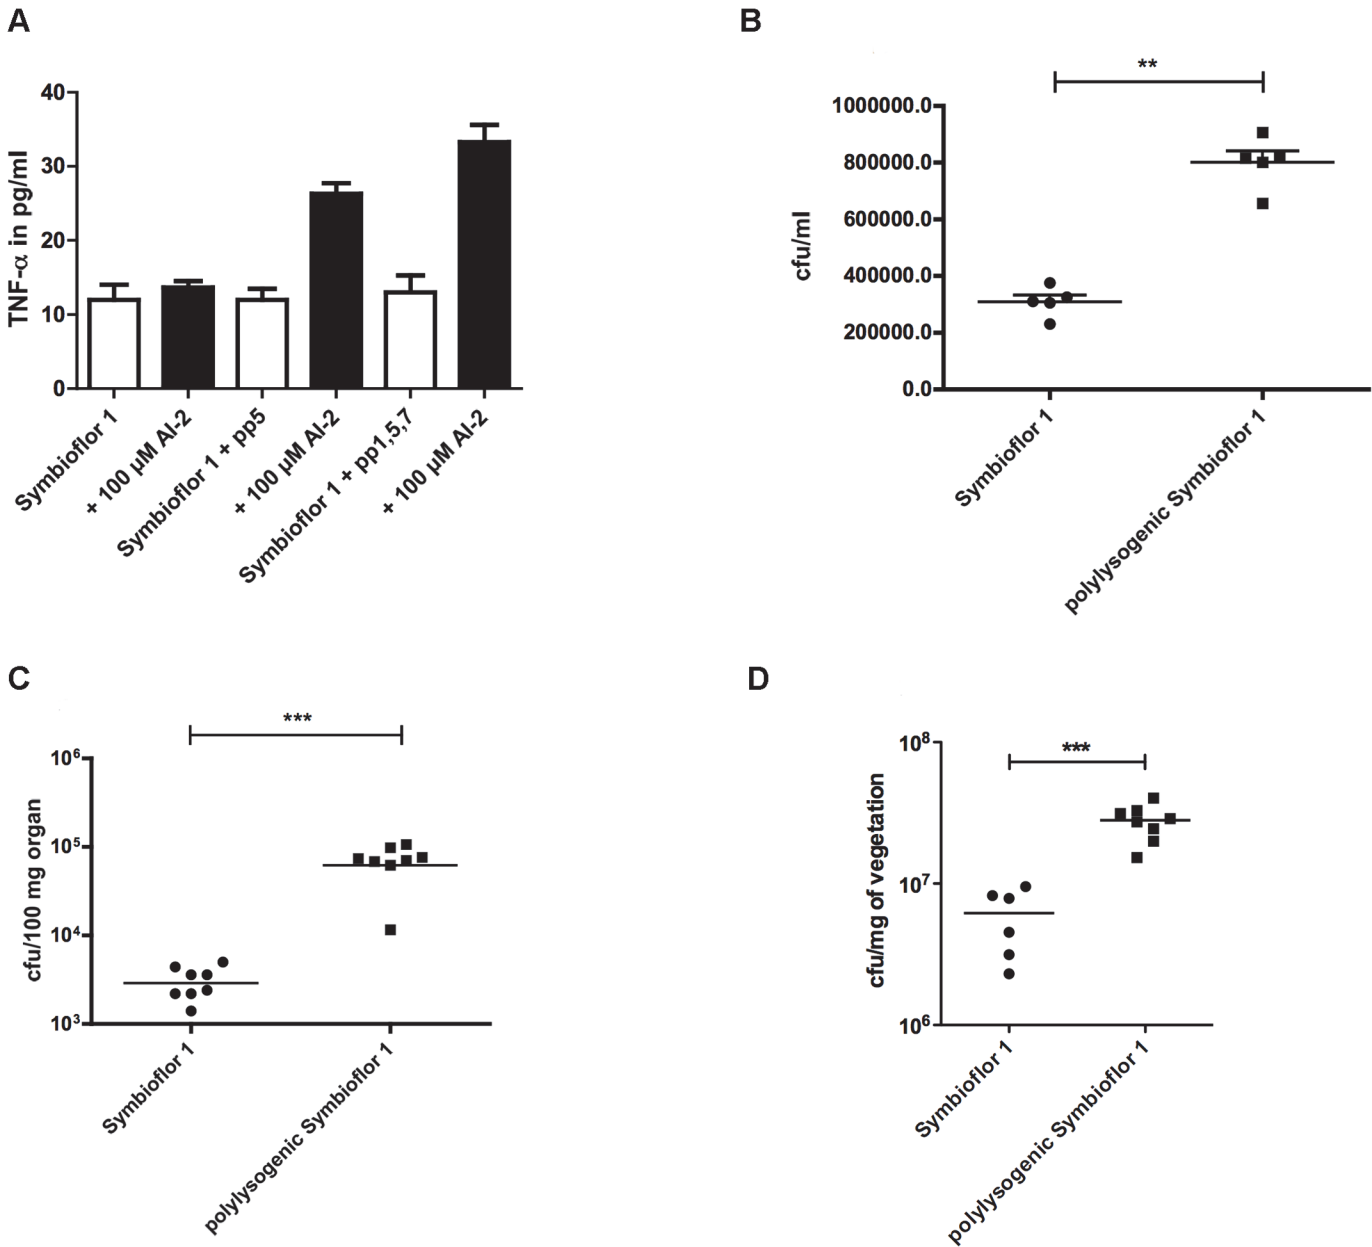 A
TNF-α in pg/ml
40
30
20
10
0
Symbioflor 1
+ 100 µM AI-2
Symbioflor 1 + pp5
+ 100 µM AI-2
Symbioflor 1 + pp1,5,7
+ 100 µM AI-2
B
**
cfu/ml
1000000.0
800000.0
600000.0
400000.0
200000.0
0.0
Symbioflor 1
polylysogenic Symbioflor 1
C
***
cfu/100 mg organ
10⁶
10⁵
10⁴
10³
Symbioflor 1
polylysogenic Symbioflor 1
D
***
cfu/mg of vegetation
10⁸
10⁷
10⁶
Symbioflor 1
polylysogenic Symbioflor 1